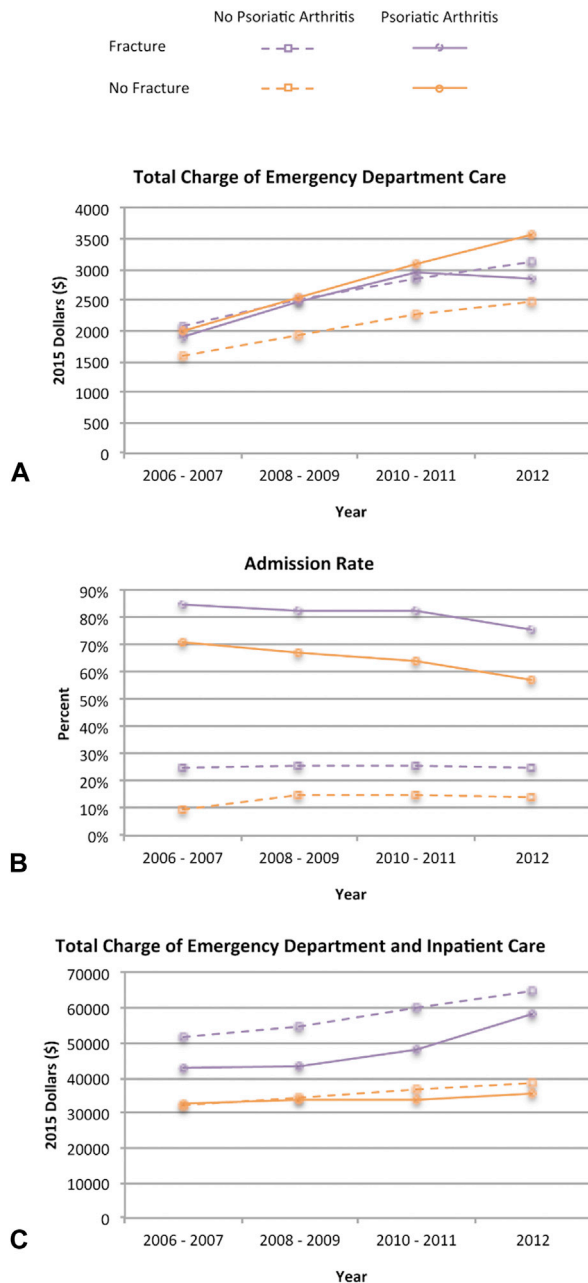 No Psoriatic Arthritis Psoriatic Arthritis
Fracture
No Fracture
Total Charge of Emergency Department Care
4000
3500
3000
2500
2000
1500
1000
500
0
2015 Dollars ($)
2006 - 2007 2008 - 2009 2010 - 2011 2012
Year
A
Admission Rate
90%
80%
70%
60%
50%
40%
30%
20%
10%
0%
Percent
2006 - 2007 2008 - 2009 2010 - 2011 2012
Year
B
Total Charge of Emergency Department and Inpatient Care
70000
60000
50000
40000
30000
20000
10000
0
2015 Dollars ($)
2006 - 2007 2008 - 2009 2010 - 2011 2012
Year
C